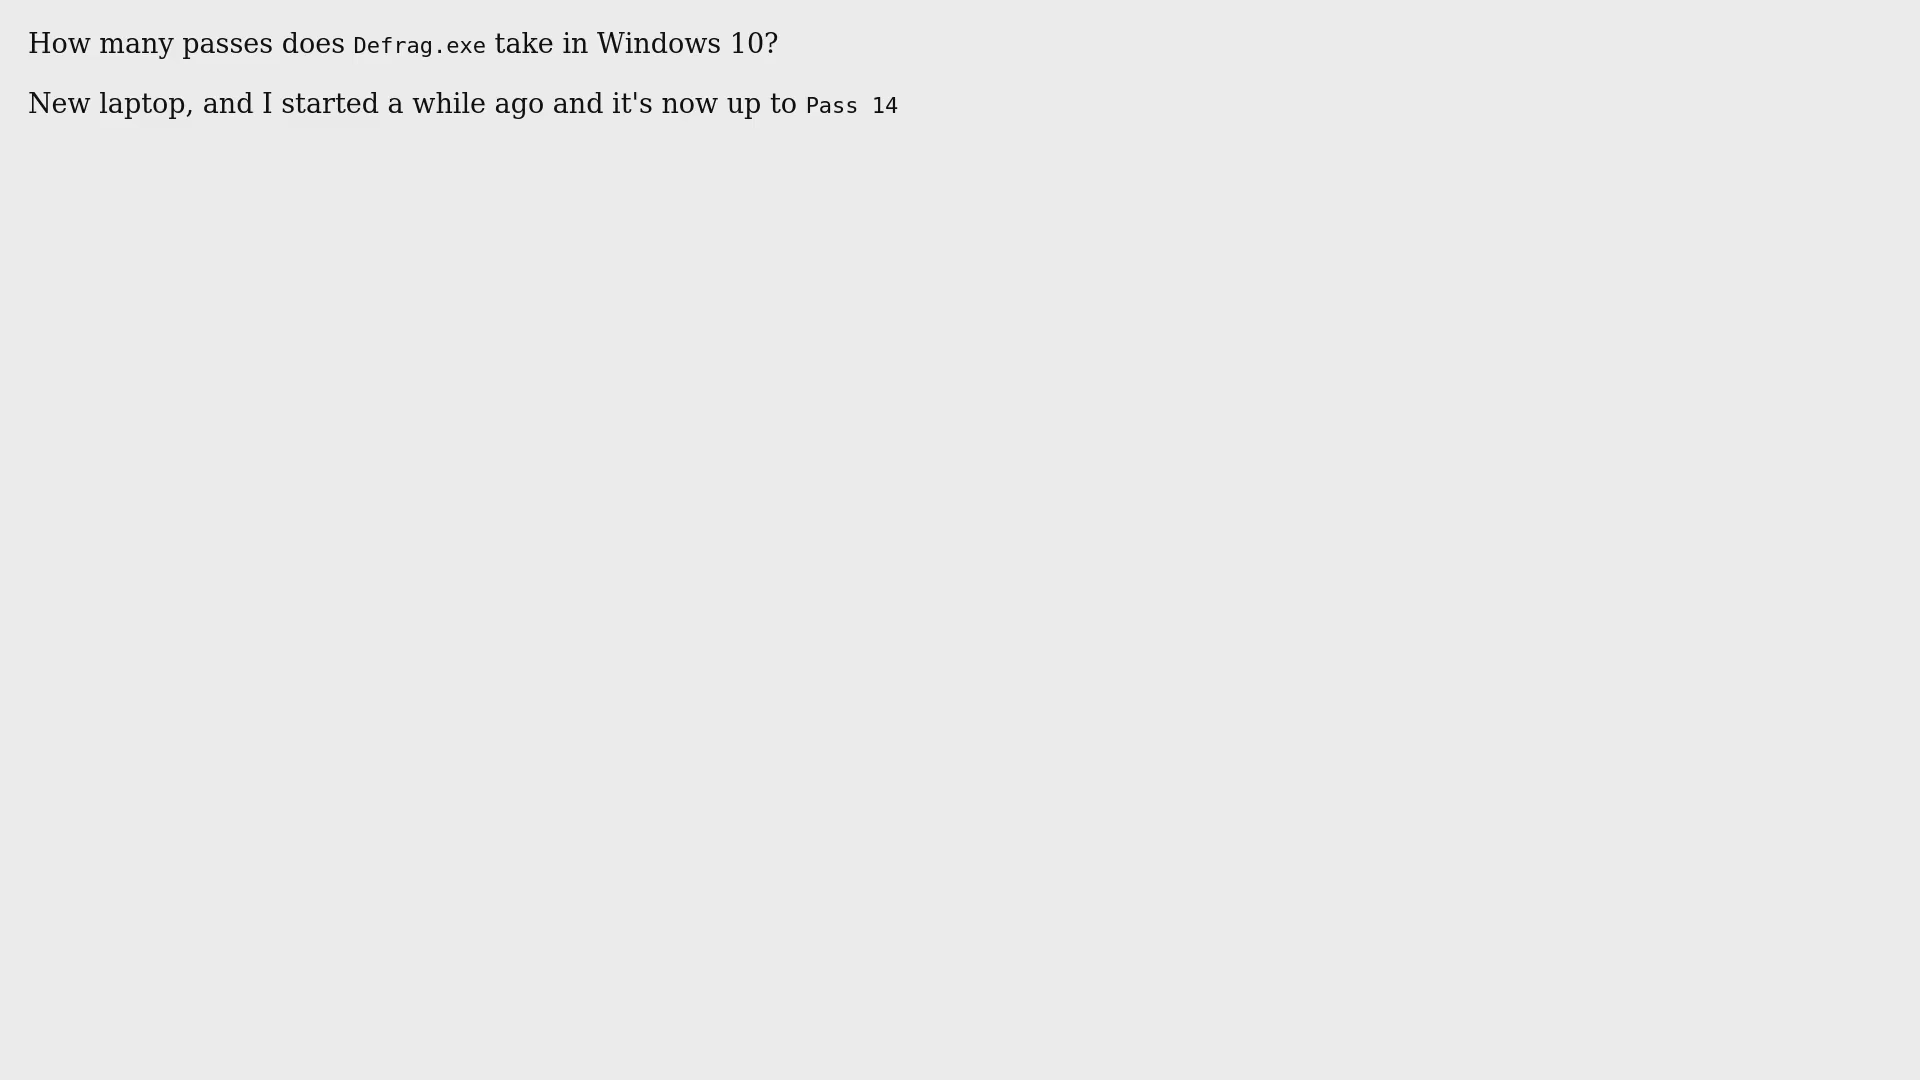 How many passes does Defrag.exe take in Windows 10?
New laptop, and I started a while ago and it's now up to Pass 14